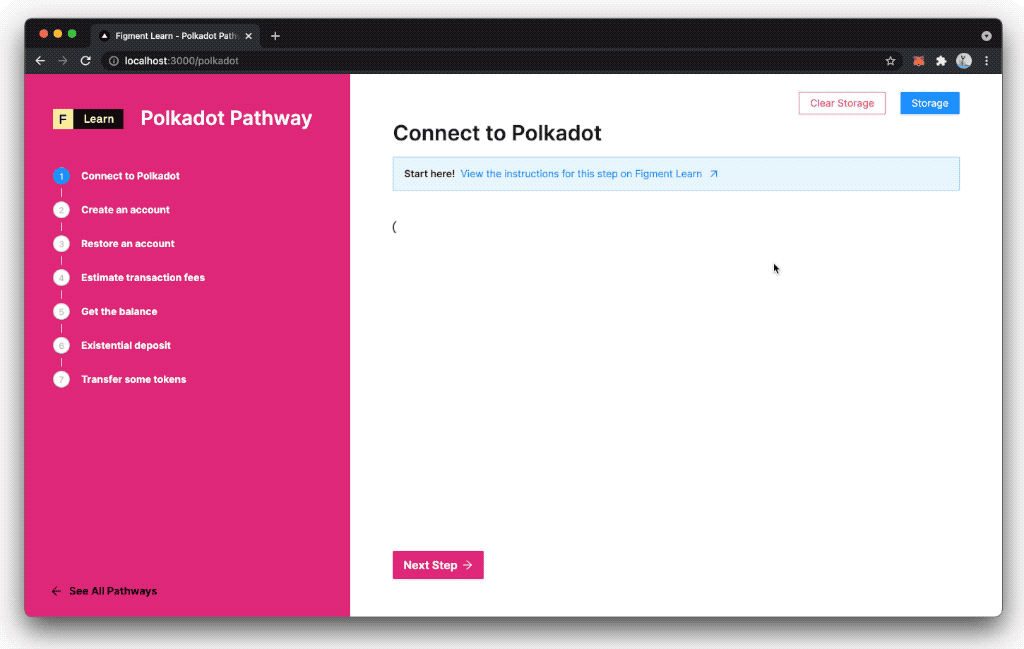 Figment Learn - Polkadot Path
localhost:3000/polkadot
F Learn Polkadot Pathway
1 Connect to Polkadot
2 Create an account
3 Restore an account
4 Estimate transaction fees
5 Get the balance
6 Existential deposit
7 Transfer some tokens
See All Pathways
Clear Storage Storage
Connect to Polkadot
Start here! View the instructions for this step on Figment Learn
(
Next Step